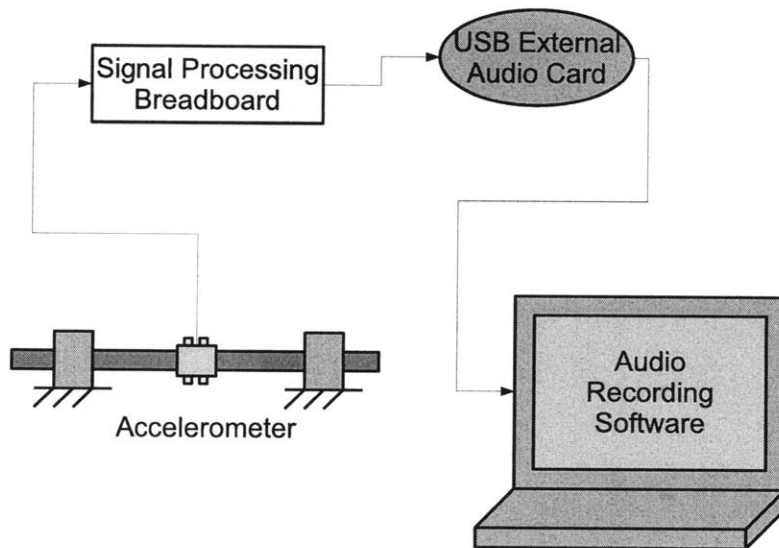 Signal Processing
Breadboard
USB External
Audio Card
Accelerometer
Audio
Recording
Software